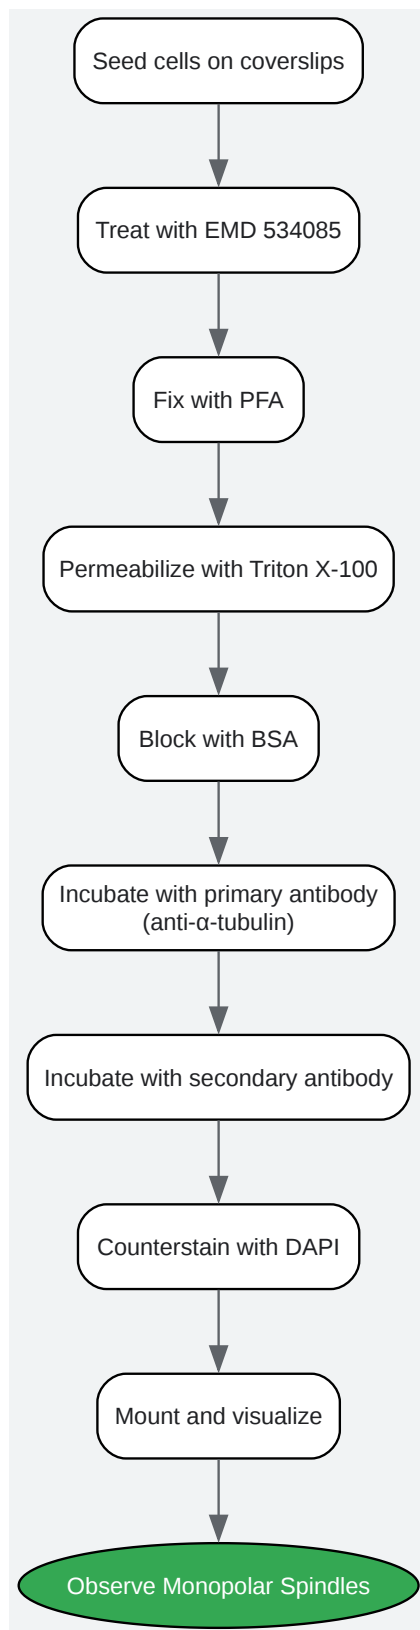 Seed cells on coverslips
Treat with EMD 534085
Fix with PFA
Permeabilize with Triton X-100
Block with BSA
Incubate with primary antibody
(anti-α-tubulin)
Incubate with secondary antibody
Counterstain with DAPI
Mount and visualize
Observe Monopolar Spindles